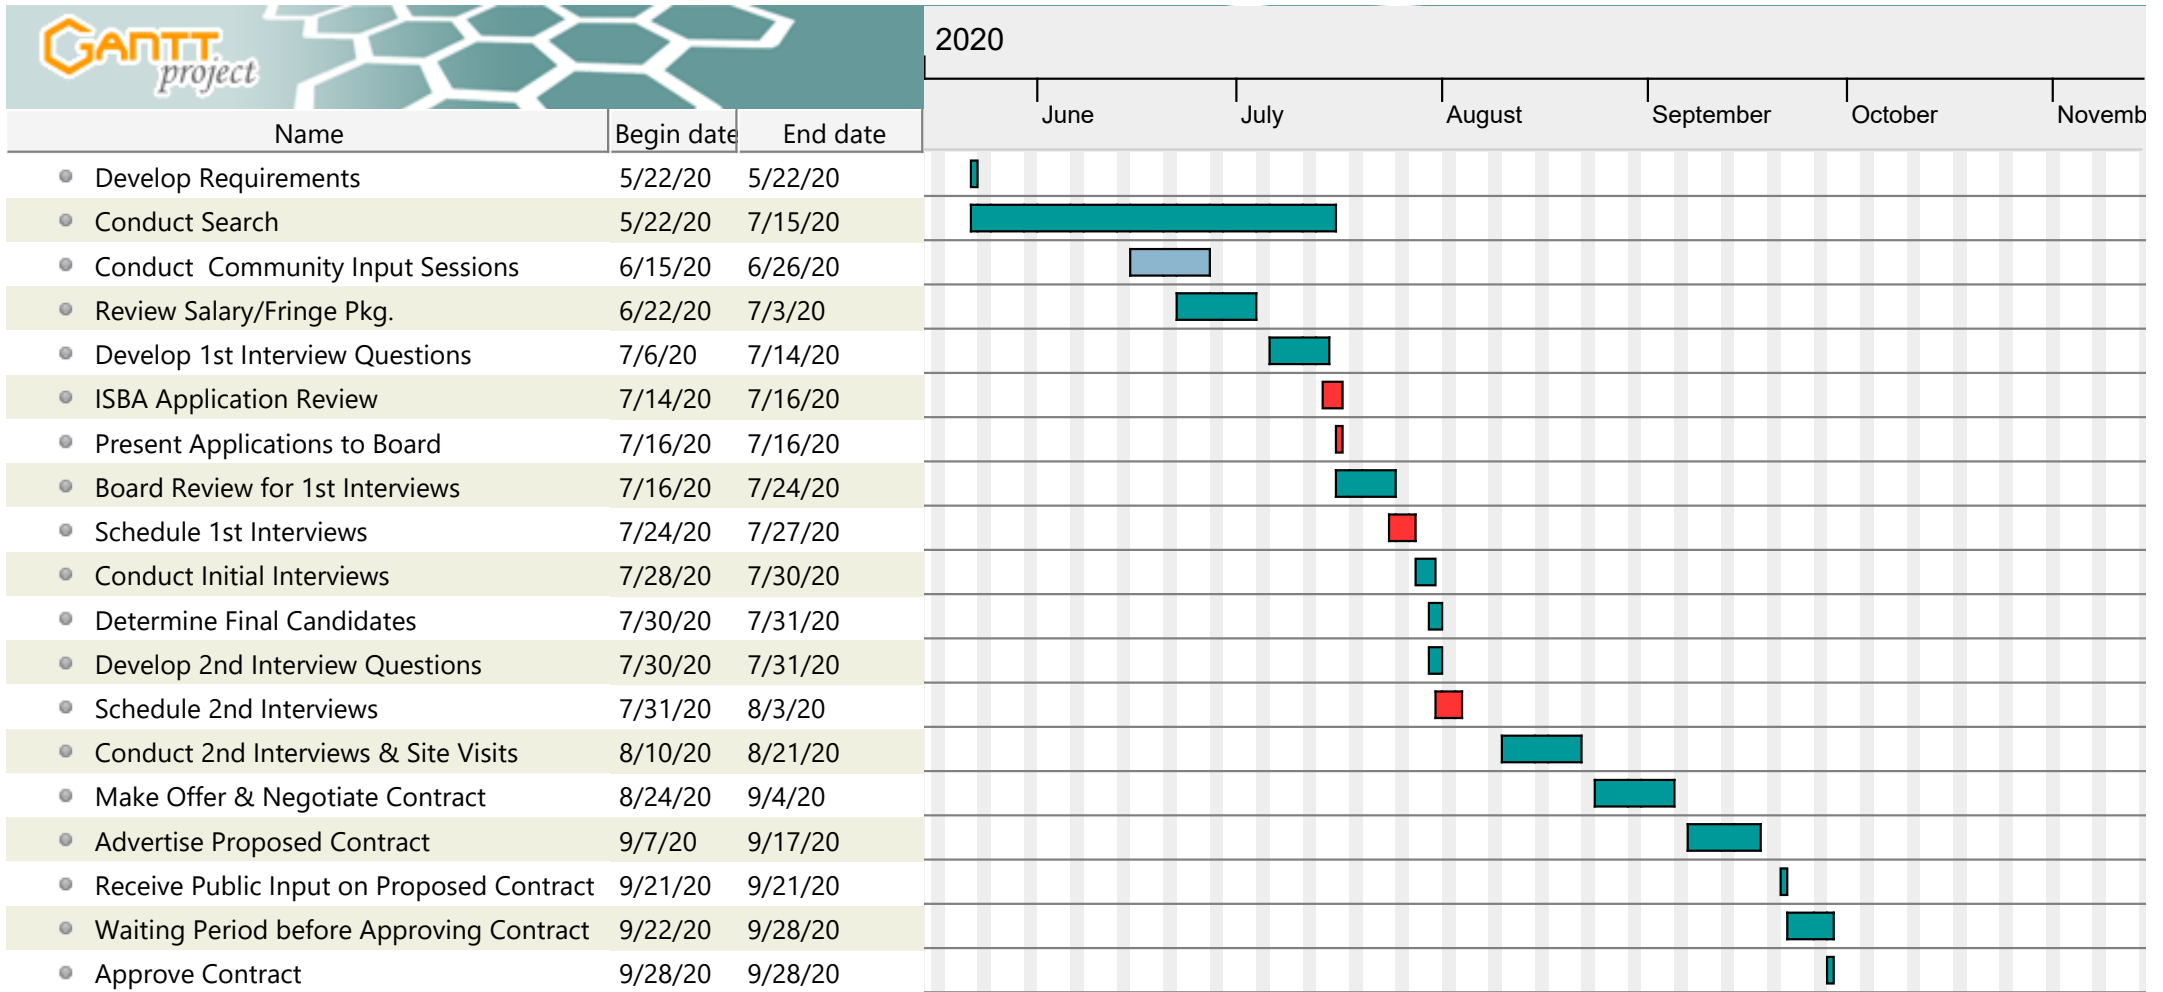 GANTT
project
2020
June July August September October Novemb
Name Begin date End date
Develop Requirements 5/22/20 5/22/20
Conduct Search 5/22/20 7/15/20
Conduct  Community Input Sessions 6/15/20 6/26/20
Review Salary/Fringe Pkg. 6/22/20 7/3/20
Develop 1st Interview Questions 7/6/20 7/14/20
ISBA Application Review 7/14/20 7/16/20
Present Applications to Board 7/16/20 7/16/20
Board Review for 1st Interviews 7/16/20 7/24/20
Schedule 1st Interviews 7/24/20 7/27/20
Conduct Initial Interviews 7/28/20 7/30/20
Determine Final Candidates 7/30/20 7/31/20
Develop 2nd Interview Questions 7/30/20 7/31/20
Schedule 2nd Interviews 7/31/20 8/3/20
Conduct 2nd Interviews & Site Visits 8/10/20 8/21/20
Make Offer & Negotiate Contract 8/24/20 9/4/20
Advertise Proposed Contract 9/7/20 9/17/20
Receive Public Input on Proposed Contract 9/21/20 9/21/20
Waiting Period before Approving Contract 9/22/20 9/28/20
Approve Contract 9/28/20 9/28/20